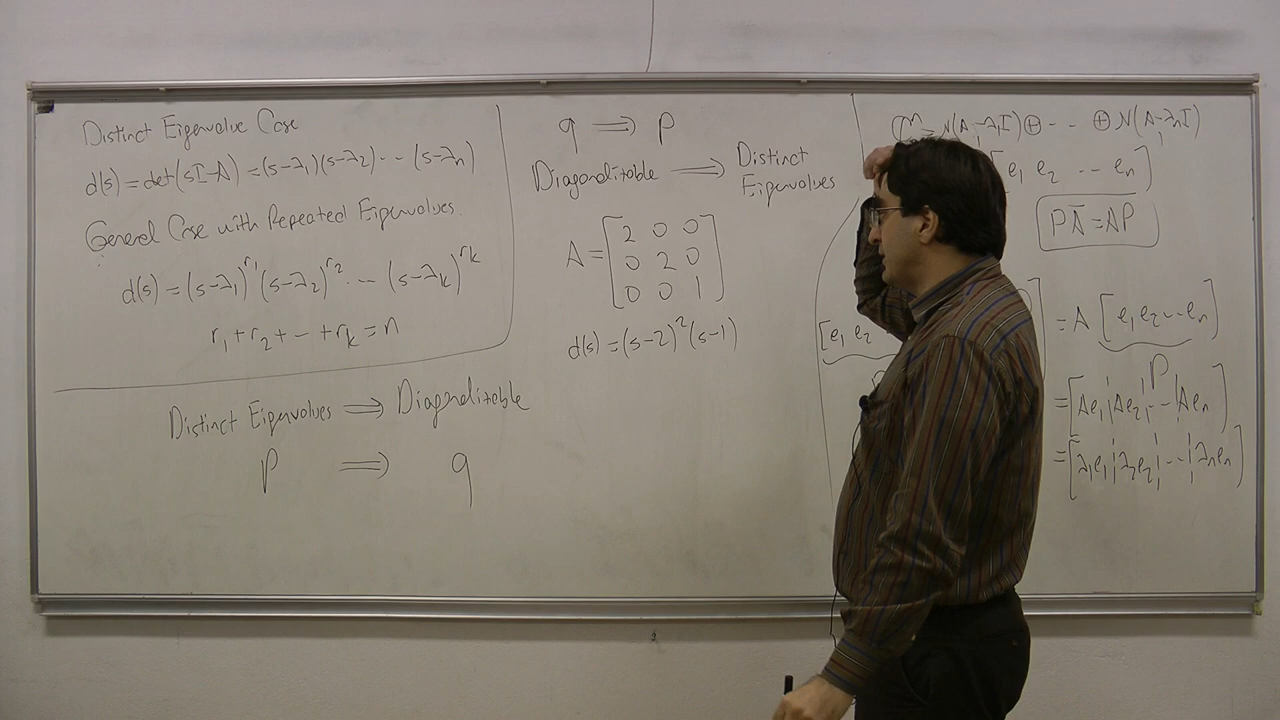 Distinct Eigenvalue Case
d(s) = det(sI-A) = (s-λ₁)(s-λ₂)...(s-λₙ)
General Case with Repeated Eigenvalues.
d(s) = (s-λ₁)^r₁ (s-λ₂)^r₂ ... (s-λₖ)^rₖ
r₁+r₂+...+rₖ=n
Distinct Eigenvalues ⟹ Diagonalizable
p ⟹ q
q ⟹ p
Diagonalizable ⟹ Distinct
Eigenvalues
A = [2 0 0
0 2 0
0 0 1]
d(s) = (s-2)²(s-1)
ℂⁿ = N(A-λ₁I) ⊕ ... ⊕ N(A-λₙI)
[e₁ e₂ ... eₙ]
PĀ = AP
[e₁ e₂ ] = A [e₁ e₂ ... eₙ]
P
= [Ae₁ ¦ Ae₂ ¦ ... ¦ Aeₙ]
= [λ₁e₁ ¦ λ₂e₂ ¦ ... ¦ λₙeₙ]